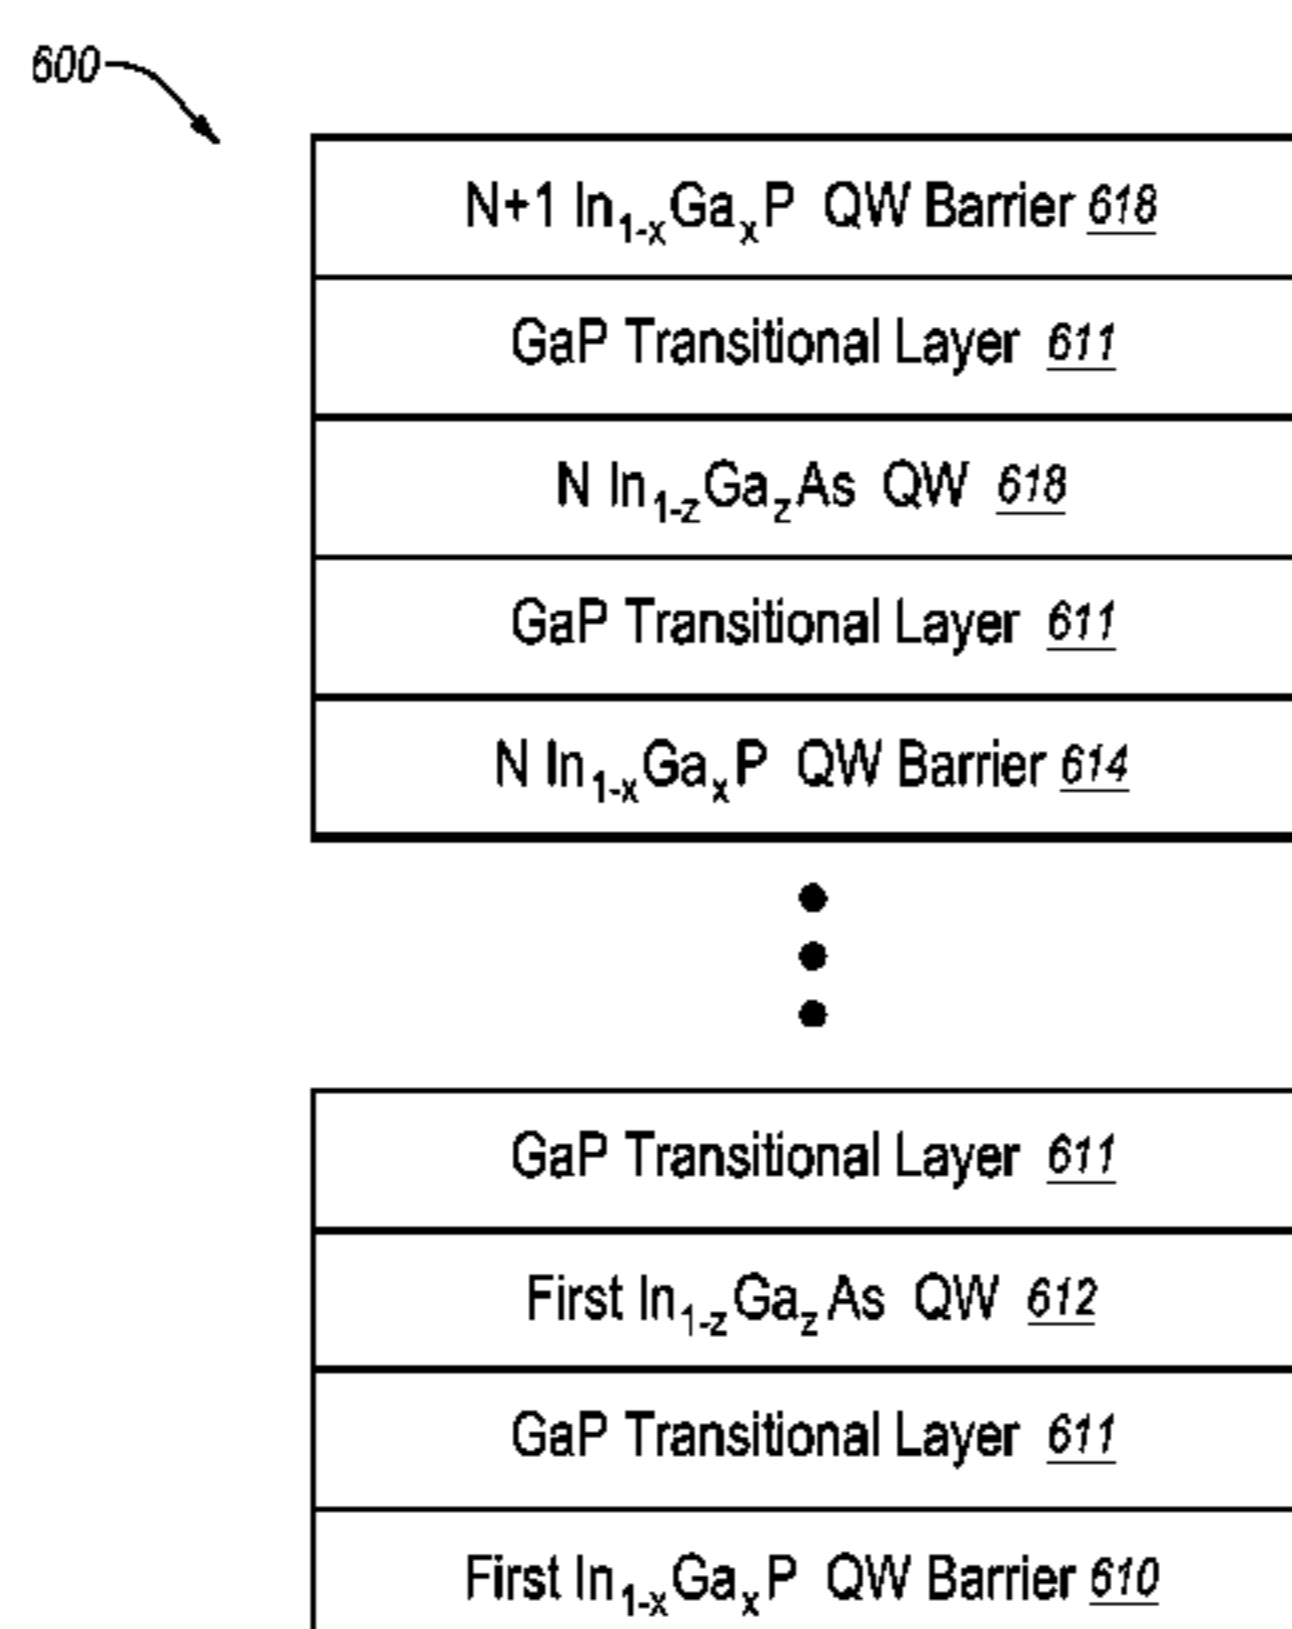 600
N+1 In₁₋ₓGaₓP QW Barrier 618
GaP Transitional Layer 611
N In1-zGazAs QW 618
GaP Transitional Layer 611
N In₁₋ₓGaₓP QW Barrier 614
GaP Transitional Layer 611
First In1-zGazAs QW 612
GaP Transitional Layer 611
First In₁₋ₓGaₓP QW Barrier 610